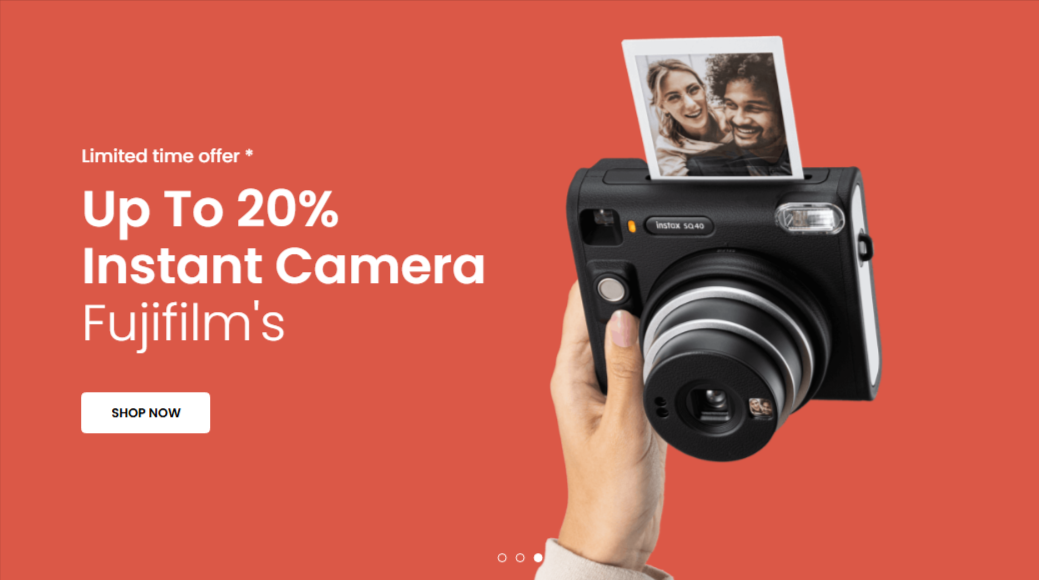 Limited time offer *
Up To 20%
Instant Camera
Fujifilm's
SHOP NOW
instax SQ40